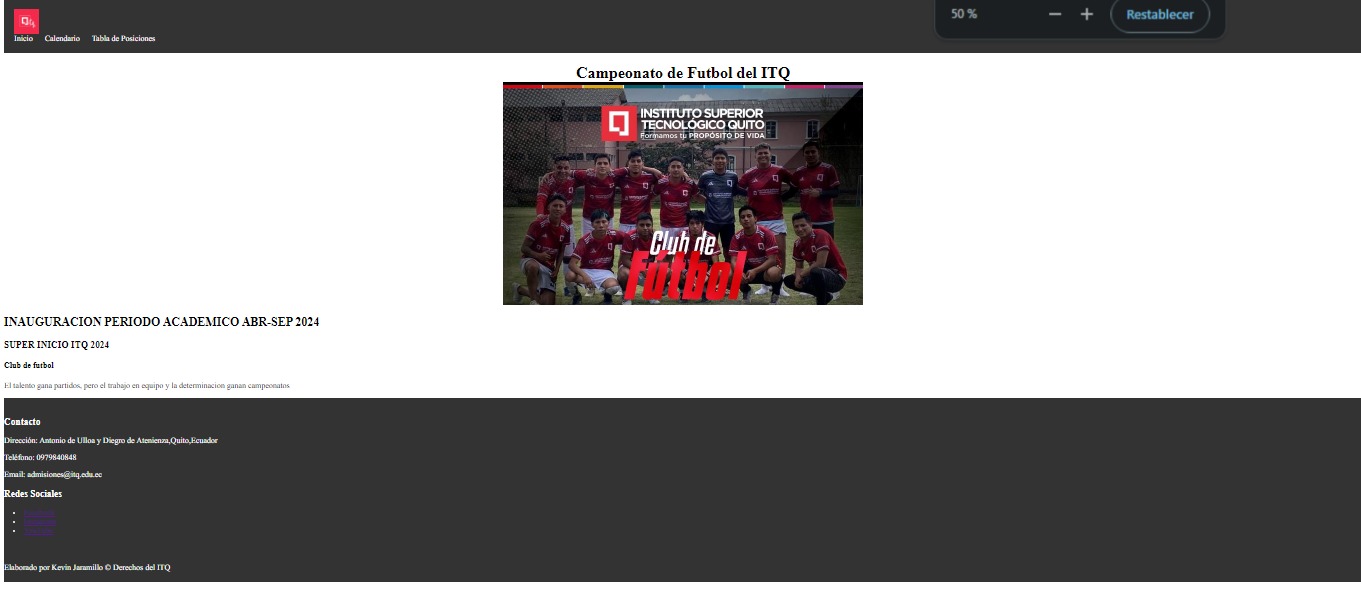 50 %
Restablecer
Inicio Calendario Tabla de Posiciones
Campeonato de Futbol del ITQ
INSTITUTO SUPERIOR
TECNOLÓGICO QUITO
Formamos tu PROPÓSITO DE VIDA
Club de
Fútbol
INAUGURACION PERIODO ACADEMICO ABR-SEP 2024
SUPER INICIO ITQ 2024
Club de futbol
El talento gana partidos, pero el trabajo en equipo y la determinacion ganan campeonatos
Contacto
Dirección: Antonio de Ulloa y Diegro de Atenienza,Quito,Ecuador
Teléfono: 0979840848
Email: admisiones@itq.edu.ec
Redes Sociales
Elaborado por Kevin Jaramillo © Derechos del ITQ